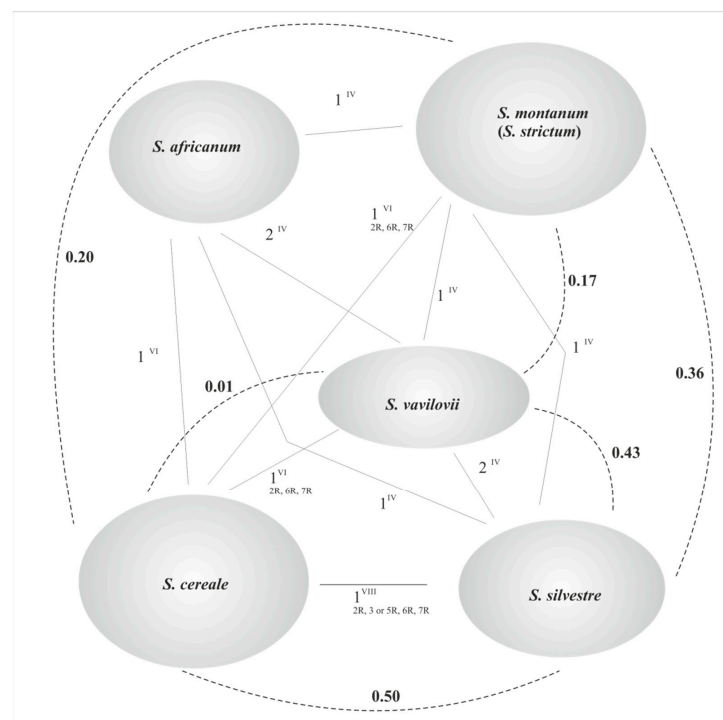 1 IV
S. montanum
(S. strictum)
S. africanum
1 VI
2R, 6R, 7R
2 IV
0.20
0.17
1 IV
1 IV
1 VI
0.01
0.36
S. vavilovii
0.43
1 VI
2R, 6R, 7R
2 IV
1 IV
S. cereale
S. silvestre
1 VIII
2R, 3 or 5R, 6R, 7R
0.50